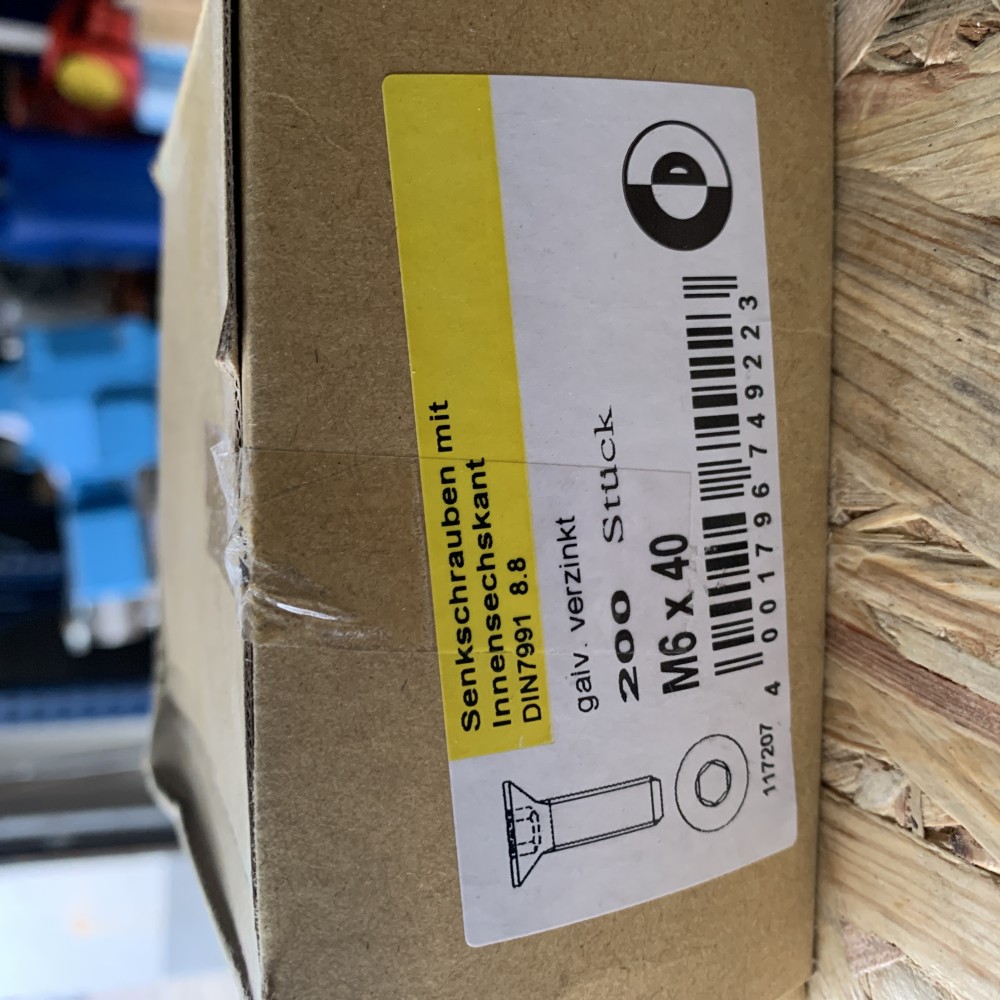 Senkschrauben mit
Innensechskant
DIN7991 8.8
galv. verzinkt
200 Stück
M6 x 40
117207
4 001796 749223
D